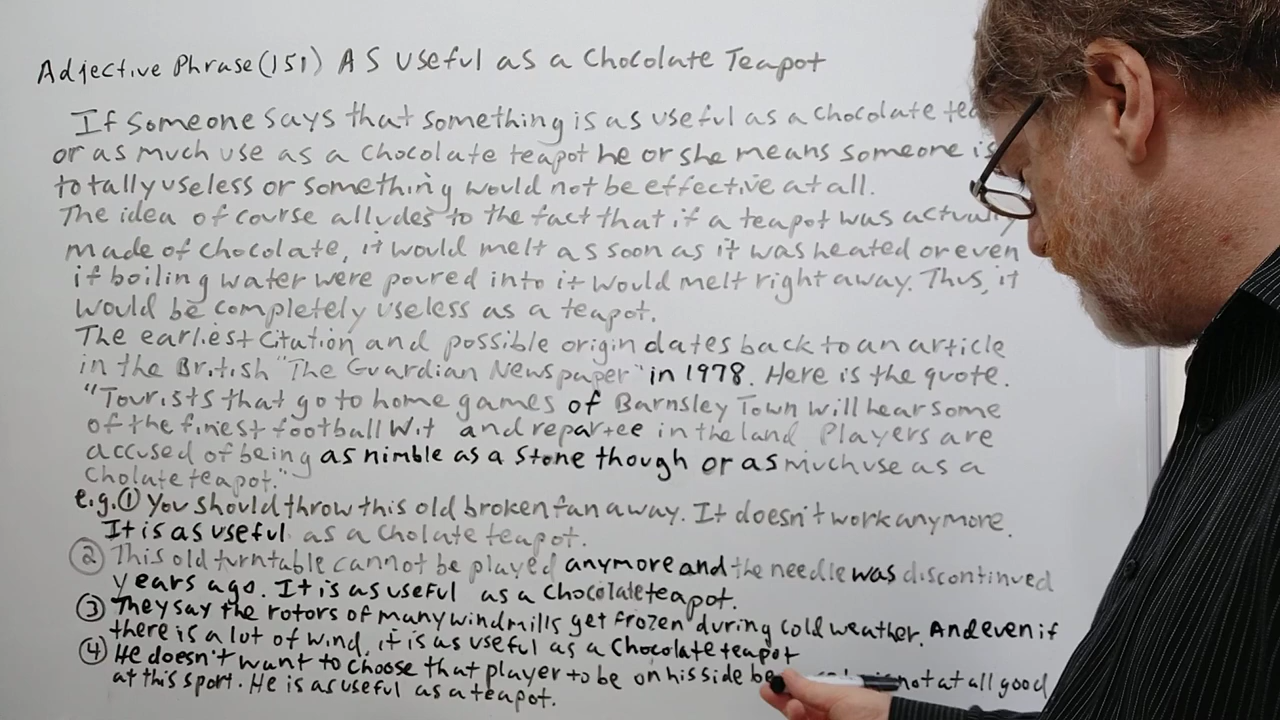 Adjective Phrase (151) As useful as a Chocolate Teapot
If someone says that something is as useful as a chocolate
or as much use as a chocolate teapot he or she means someone is
totally useless or something would not be effective at all.
The idea of course alludes to the fact that if a teapot was actually
made of chocolate, it would melt as soon as it was heated or even
if boiling water were poured into it would melt right away. Thus, it
would be completely useless as a teapot.
The earliest citation and possible origin dates back to an article
in the British "The Guardian Newspaper" in 1978. Here is the quote.
"Tourists that go to home games of Barnsley Town will hear some
of the finest football wit and repartee in the land Players are
accused of being as nimble as a stone though or as much use as a
Cholate teapot."
e.g. ① You should throw this old broken fan away. It doesn't work anymore.
It is as useful as a Cholate teapot.
② This old turntable cannot be played anymore and the needle was discontinued
years ago. It is as useful as a chocolate teapot.
③ They say the rotors of many windmills get frozen during cold weather. And even if
there is a lot of wind, it is as useful as a Chocolate teapot
④ He doesn't want to choose that player to be on his side not at all good
at this sport. He is as useful as a teapot.